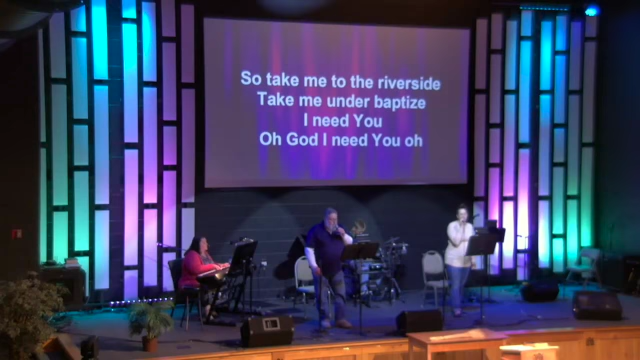 So take me to the riverside
Take me under baptize
I need You
Oh God I need You oh